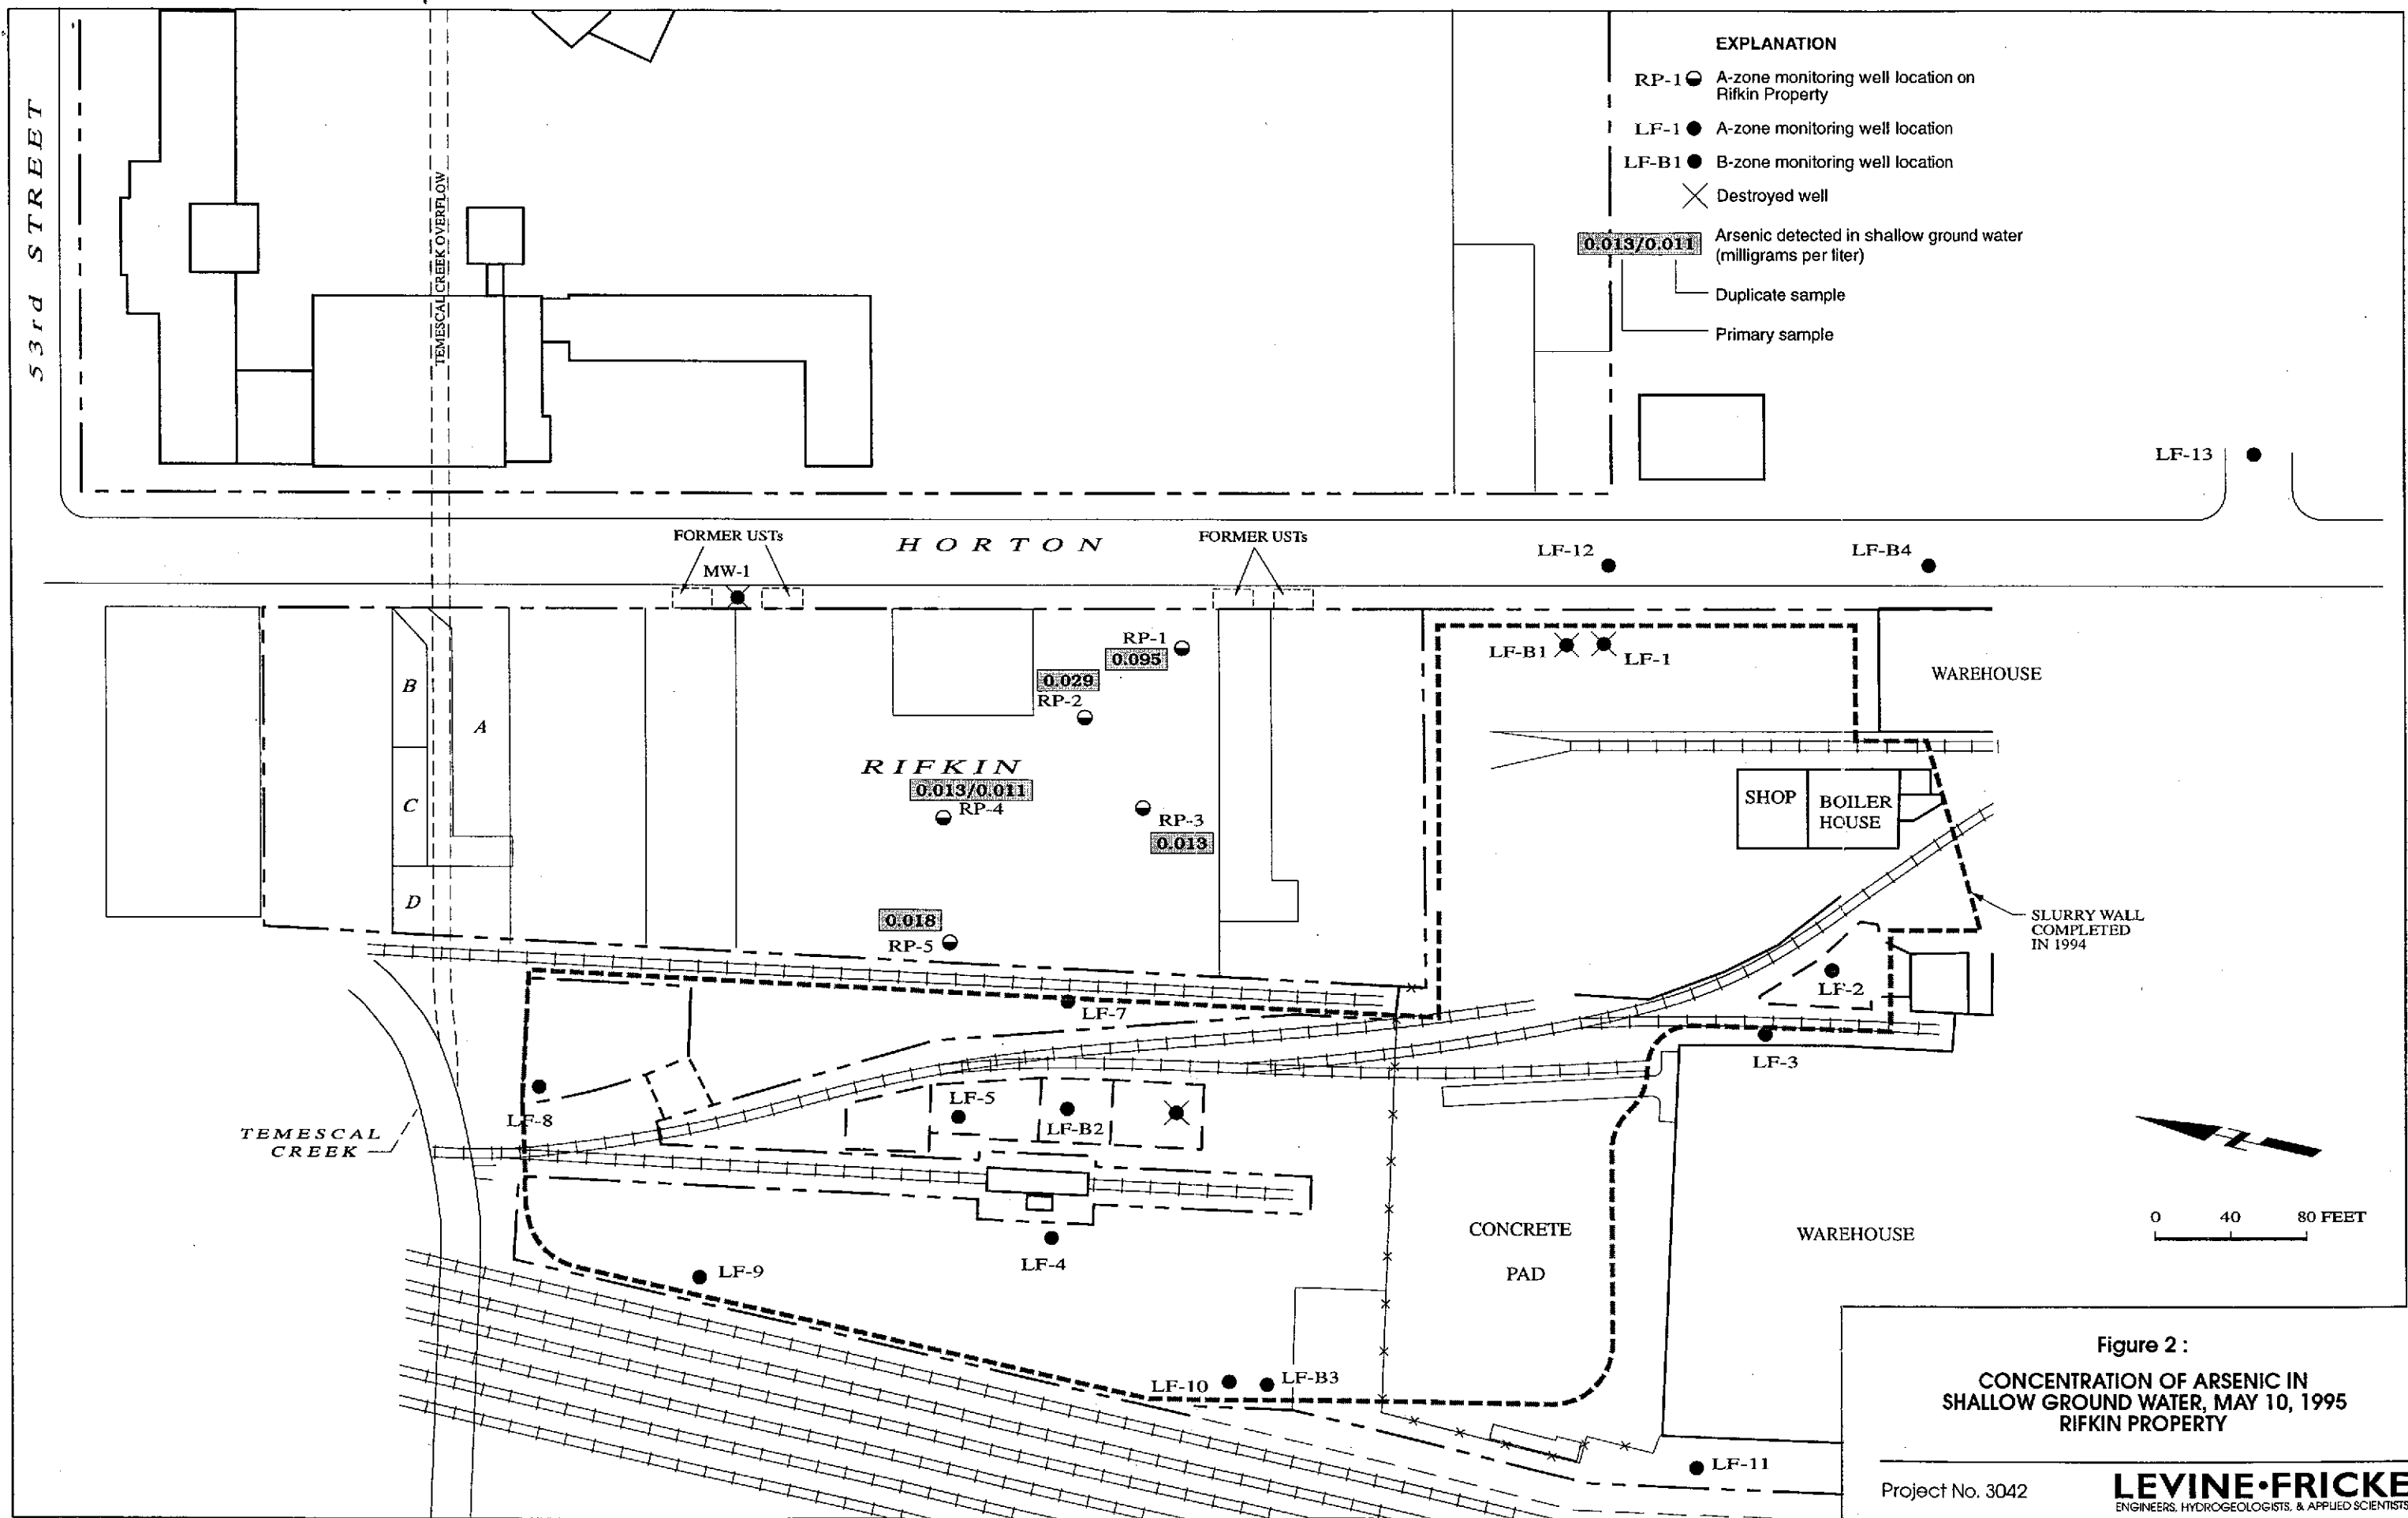 EXPLANATION
RP-1 A-zone monitoring well location on
Rifkin Property
LF-1 A-zone monitoring well location
LF-B1 B-zone monitoring well location
Destroyed well
0.013/0.011 Arsenic detected in shallow ground water
(milligrams per liter)
Duplicate sample
Primary sample
53rd STREET
TEMESCAL CREEK OVERFLOW
LF-13
FORMER USTs
HORTON
FORMER USTs
LF-12
LF-B4
MW-1
RP-1
0.095
LF-B1
LF-1
WAREHOUSE
0.029
RP-2
B
A
RIFKIN
0.013/0.011
RP-4
C
RP-3
0.013
SHOP
BOILER
HOUSE
D
0.018
RP-5
SLURRY WALL
COMPLETED
IN 1994
LF-2
LF-7
LF-3
LF-8
LF-5
LF-B2
TEMESCAL
CREEK
0 40 80 FEET
CONCRETE
PAD
WAREHOUSE
LF-4
LF-9
LF-10
LF-B3
LF-11
Figure 2 :
CONCENTRATION OF ARSENIC IN
SHALLOW GROUND WATER, MAY 10, 1995
RIFKIN PROPERTY
Project No. 3042
LEVINE•FRICKE
ENGINEERS, HYDROGEOLOGISTS, & APPLIED SCIENTISTS